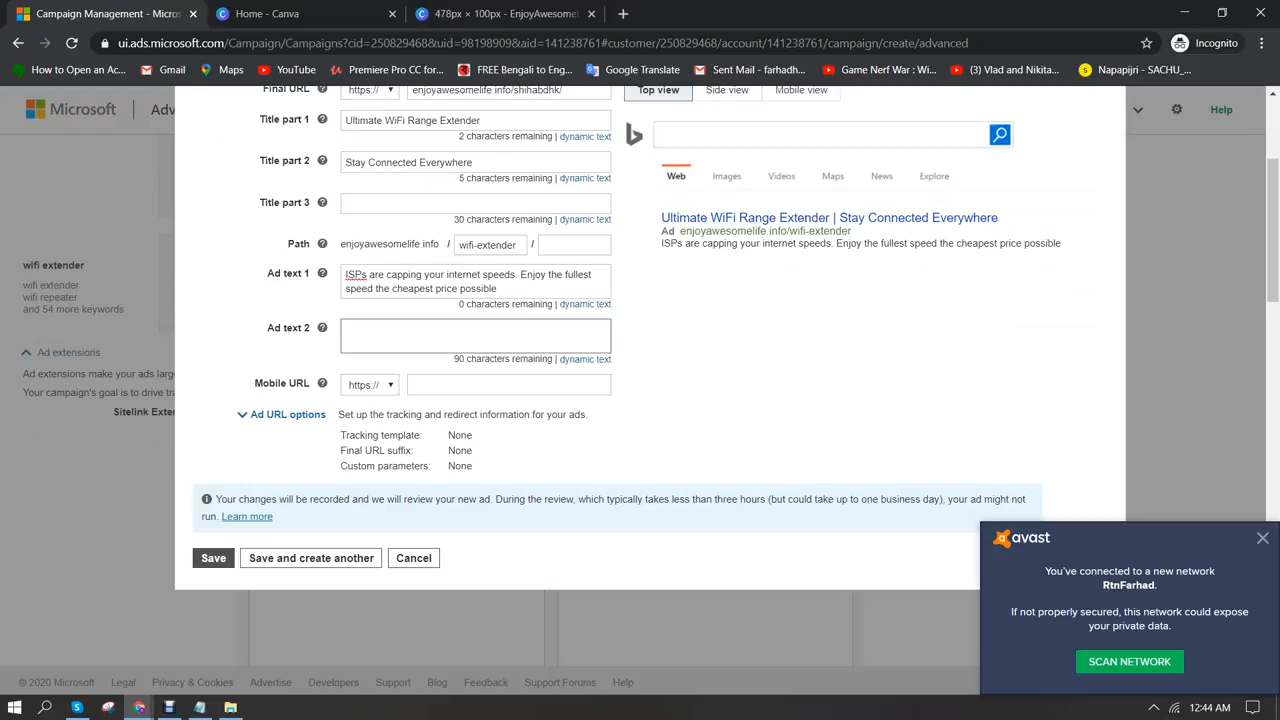 Campaign Management - Micros
Home - Canva
478px × 100px - EnjoyAwesomeL
ui.ads.microsoft.com/Campaign/Campaigns?cid=250829468&uid=98198909&aid=141238761#customer/250829468/account/141238761/campaign/create/advanced
Incognito
How to Open an Ac...
Gmail
Maps
YouTube
Premiere Pro CC for...
FREE Bengali to Eng...
Google Translate
Sent Mail - farhadh...
Game Nerf War : Wi...
(3) Vlad and Nikita...
Napapijri - SACHU_...
Microsoft
Adv
Help
Final URL
https://
enjoyawesomelife.info/shihabdhk/
Top view
Side view
Mobile view
Title part 1
Ultimate WiFi Range Extender
2 characters remaining | dynamic text
Title part 2
Stay Connected Everywhere
5 characters remaining | dynamic text
Title part 3
30 characters remaining | dynamic text
Path
enjoyawesomelife.info / wifi-extender /
Ad text 1
ISPs are capping your internet speeds. Enjoy the fullest
speed the cheapest price possible
0 characters remaining | dynamic text
Ad text 2
90 characters remaining | dynamic text
Mobile URL
https://
Ad URL options
Set up the tracking and redirect information for your ads.
Tracking template: None
Final URL suffix: None
Custom parameters: None
Web
Images
Videos
Maps
News
Explore
Ultimate WiFi Range Extender | Stay Connected Everywhere
Ad enjoyawesomelife.info/wifi-extender
ISPs are capping your internet speeds. Enjoy the fullest speed the cheapest price possible
wifi extender
wifi extender
wifi repeater
and 54 more keywords
Ad extensions
Ad extensions make your ads larg
Your campaign's goal is to drive tra
Sitelink Exter
Your changes will be recorded and we will review your new ad. During the review, which typically takes less than three hours (but could take up to one business day), your ad might not
run. Learn more
Save
Save and create another
Cancel
avast
You've connected to a new network
RtnFarhad.
If not properly secured, this network could expose
your private data.
SCAN NETWORK
© 2020 Microsoft
Legal
Privacy & Cookies
Advertise
Developers
Support
Blog
Feedback
Support Forums
Help
12:44 AM